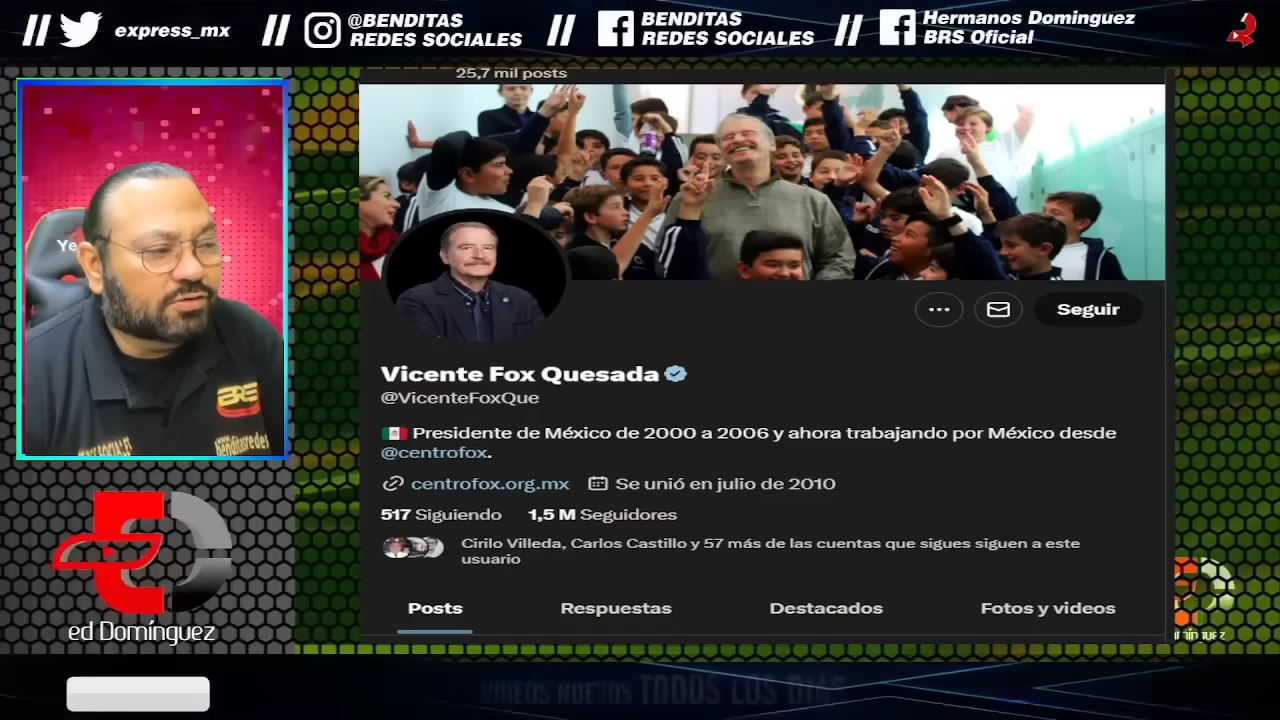 express_mx
@BENDITAS
REDES SOCIALES
BENDITAS
REDES SOCIALES
Hermanos Dominguez
BRS Oficial
25,7 mil posts
Ye
BRS
benditasredes
Seguir
Vicente Fox Quesada
@VicenteFoxQue
Presidente de México de 2000 a 2006 y ahora trabajando por México desde
@centrofox.
centrofox.org.mx Se unió en julio de 2010
517 Siguiendo 1,5 M Seguidores
Cirilo Villeda, Carlos Castillo y 57 más de las cuentas que sigues siguen a este
usuario
Posts Respuestas Destacados Fotos y videos
ed Domínguez
VIDEOS NUEVOS TODOS LOS DIAS